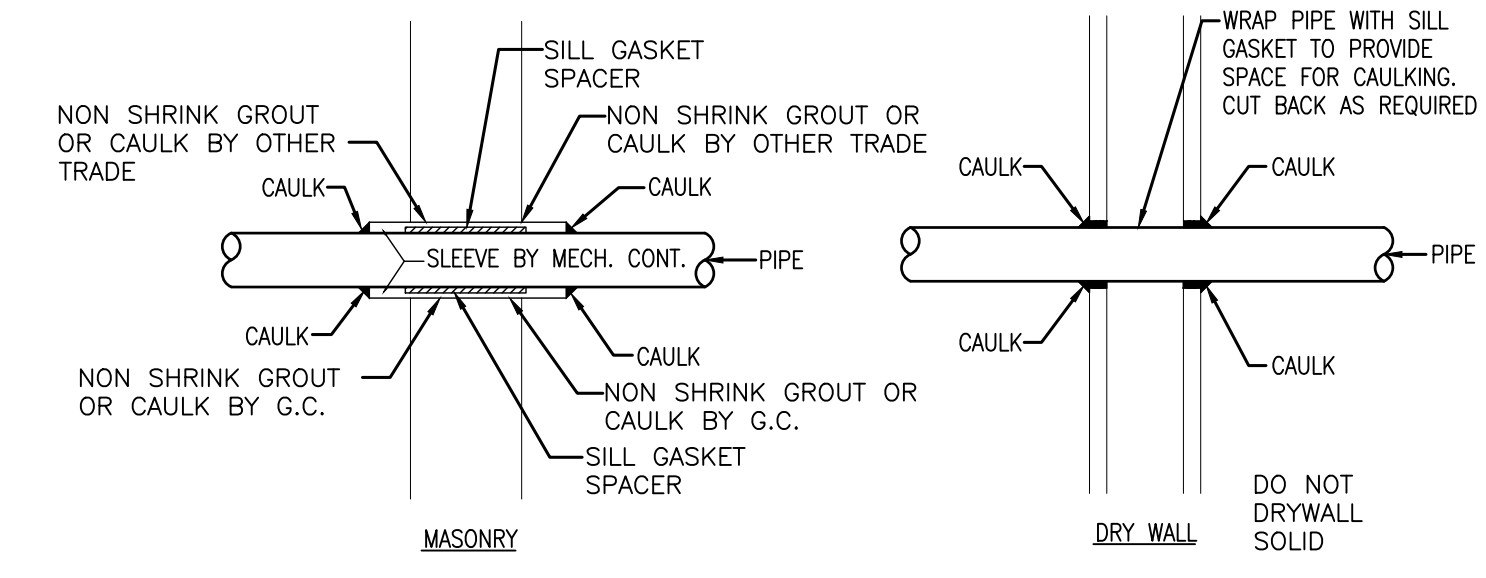 SILL GASKET
SPACER
NON SHRINK GROUT
OR CAULK BY OTHER
TRADE
NON SHRINK GROUT OR
CAULK BY OTHER TRADE
CAULK
CAULK
SLEEVE BY MECH. CONT.
PIPE
CAULK
CAULK
NON SHRINK GROUT
OR CAULK BY G.C.
NON SHRINK GROUT OR
CAULK BY G.C.
SILL GASKET
SPACER
MASONRY
WRAP PIPE WITH SILL
GASKET TO PROVIDE
SPACE FOR CAULKING.
CUT BACK AS REQUIRED
CAULK
CAULK
PIPE
CAULK
CAULK
DO NOT
DRYWALL
SOLID
DRY WALL